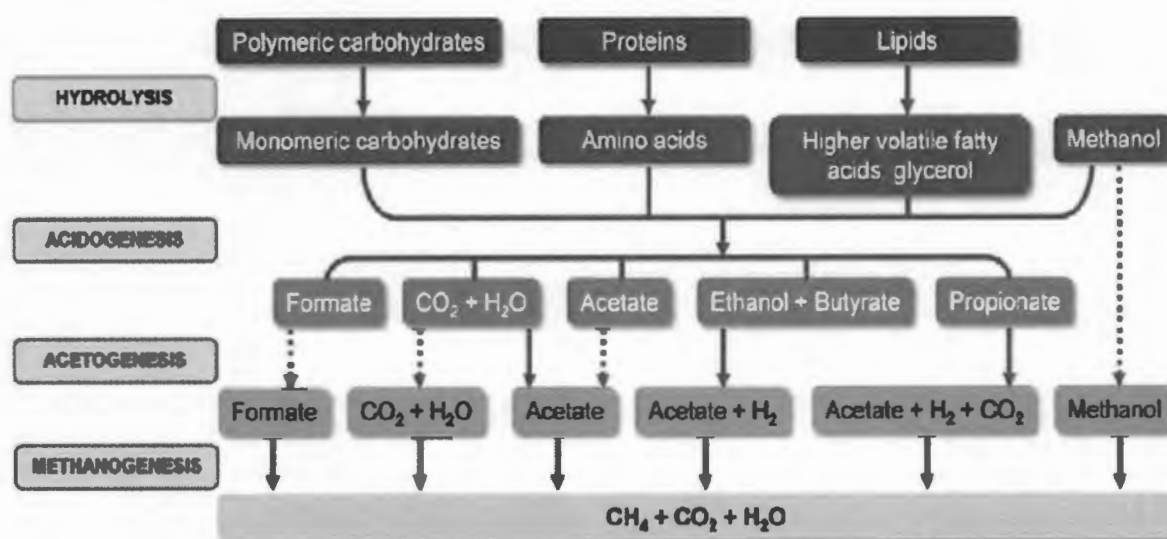 Polymeric carbohydrates
Proteins
Lipids
HYDROLYSIS
Monomeric carbohydrates
Amino acids
Higher volatile fatty
acids glycerol
Methanol
ACIDOGENESIS
Formate
CO₂ + H₂O
Acetate
Ethanol + Butyrate
Propionate
ACETOGENESIS
Formate
CO₂ + H₂O
Acetate
Acetate + H₂
Acetate + H₂ + CO₂
Methanol
METHANOGENESIS
CH₄ + CO₂ + H₂O